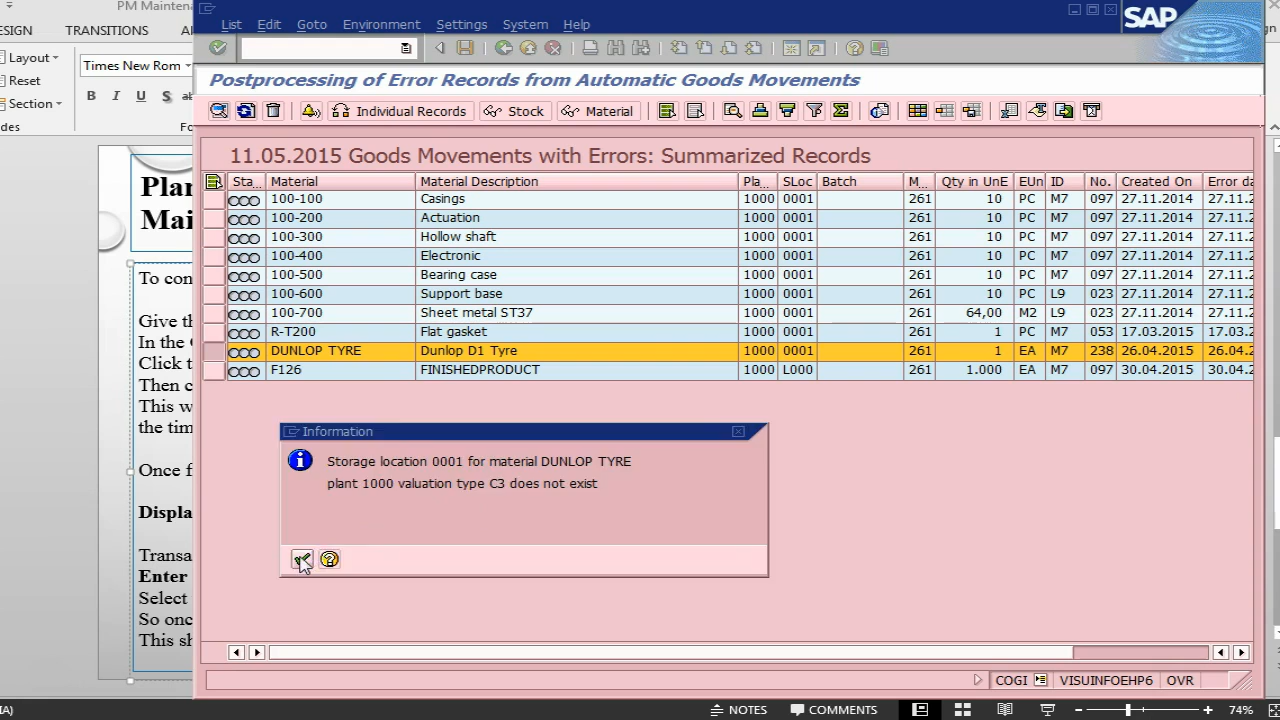 PM Maintena
List Edit Goto Environment Settings System Help
SAP
ESIGN TRANSITIONS
Layout
Reset
Section
Times New Rom
B I U S ab
Postprocessing of Error Records from Automatic Goods Movements
Individual Records Stock Material
11.05.2015 Goods Movements with Errors: Summarized Records
Sta... Material Material Description Pla... SLoc Batch M... Qty in UnE EUn ID No. Created On Error da
100-100 Casings 1000 0001 261 10 PC M7 097 27.11.2014 27.11.2
100-200 Actuation 1000 0001 261 10 PC M7 097 27.11.2014 27.11.2
100-300 Hollow shaft 1000 0001 261 10 PC M7 097 27.11.2014 27.11.2
100-400 Electronic 1000 0001 261 10 PC M7 097 27.11.2014 27.11.2
100-500 Bearing case 1000 0001 261 10 PC M7 097 27.11.2014 27.11.2
100-600 Support base 1000 0001 261 10 PC L9 023 27.11.2014 27.11.2
100-700 Sheet metal ST37 1000 0001 261 64,00 M2 L9 023 27.11.2014 27.11.2
R-T200 Flat gasket 1000 0001 261 1 PC M7 053 17.03.2015 17.03.2
DUNLOP TYRE Dunlop D1 Tyre 1000 0001 261 1 EA M7 238 26.04.2015 26.04.2
F126 FINISHEDPRODUCT 1000 L000 261 1.000 EA M7 097 30.04.2015 30.04.2
Information
Storage location 0001 for material DUNLOP TYRE
plant 1000 valuation type C3 does not exist
Plan
Mai
To con
Give th
In the
Click t
Then c
This w
the tim
Once f
Displa
Transa
Enter
Select
So onc
This sh
COGI VISUINFOEHP6 OVR
NOTES COMMENTS 74%